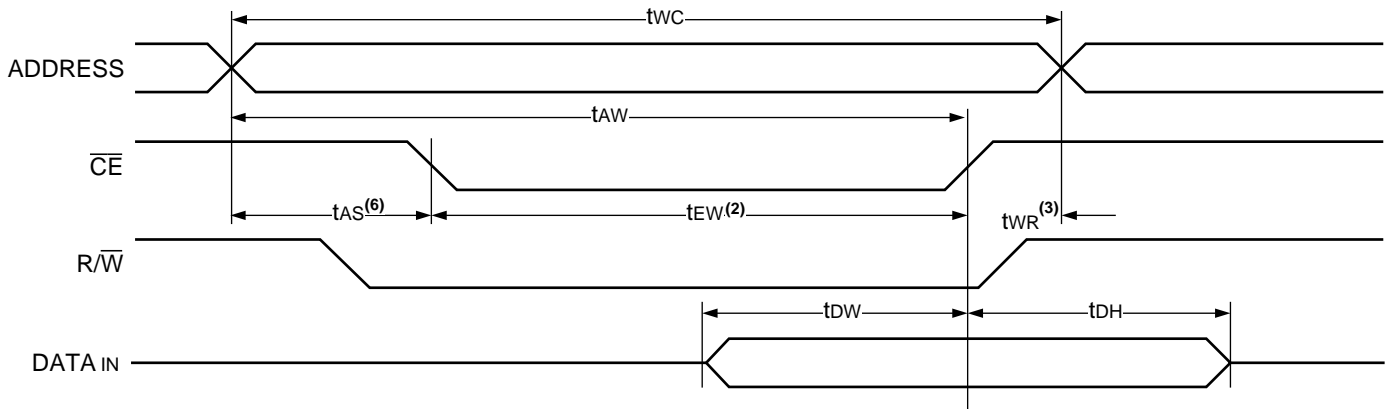 tWC
ADDRESS
tAW
CE
tAS(6)
tEW(2)
tWR(3)
R/W
tDW
tDH
DATA IN